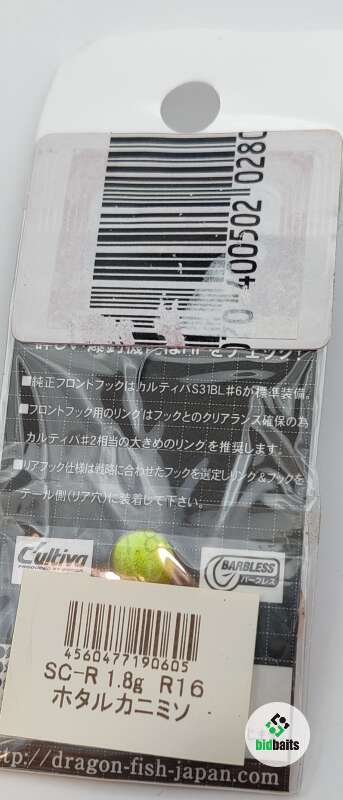 400502 028
■純正フロントフックはカルティバS31BL#6が標準装備。
■フロントフック用のリングはフックとのクリアランス確保の為
カルティバ#2相当の大きめのリングを推奨します。
■リアフック仕様は戦略に合わせたフックを選定しリング&フックを
テール側(リア穴)に装着して下さい。
Cultiva
BARBLESS
バーブレス
4560477190605
SC-R 1.8g R16
ホタルカニミソ
bidbaits
://dragon-fish-japan.com